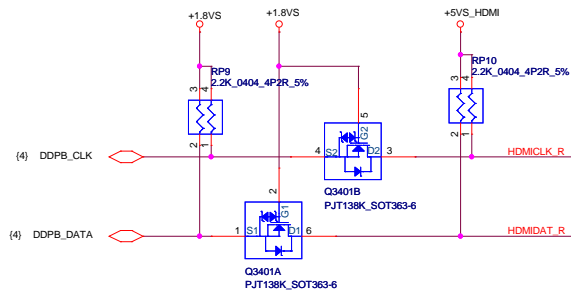 +1.8VS
+1.8VS
+5VS_HDMI
RP9
2.2K_0404_4P2R_5%
RP10
2.2K_0404_4P2R_5%
3
4
3
4
5
2
1
2
1
G2
{4}
DDPB_CLK
4
S2
D2
3
HDMICLK_R
Q3401B
PJT138K_SOT363-6
2
G1
{4}
DDPB_DATA
1
S1
D1
6
HDMIDAT_R
Q3401A
PJT138K_SOT363-6